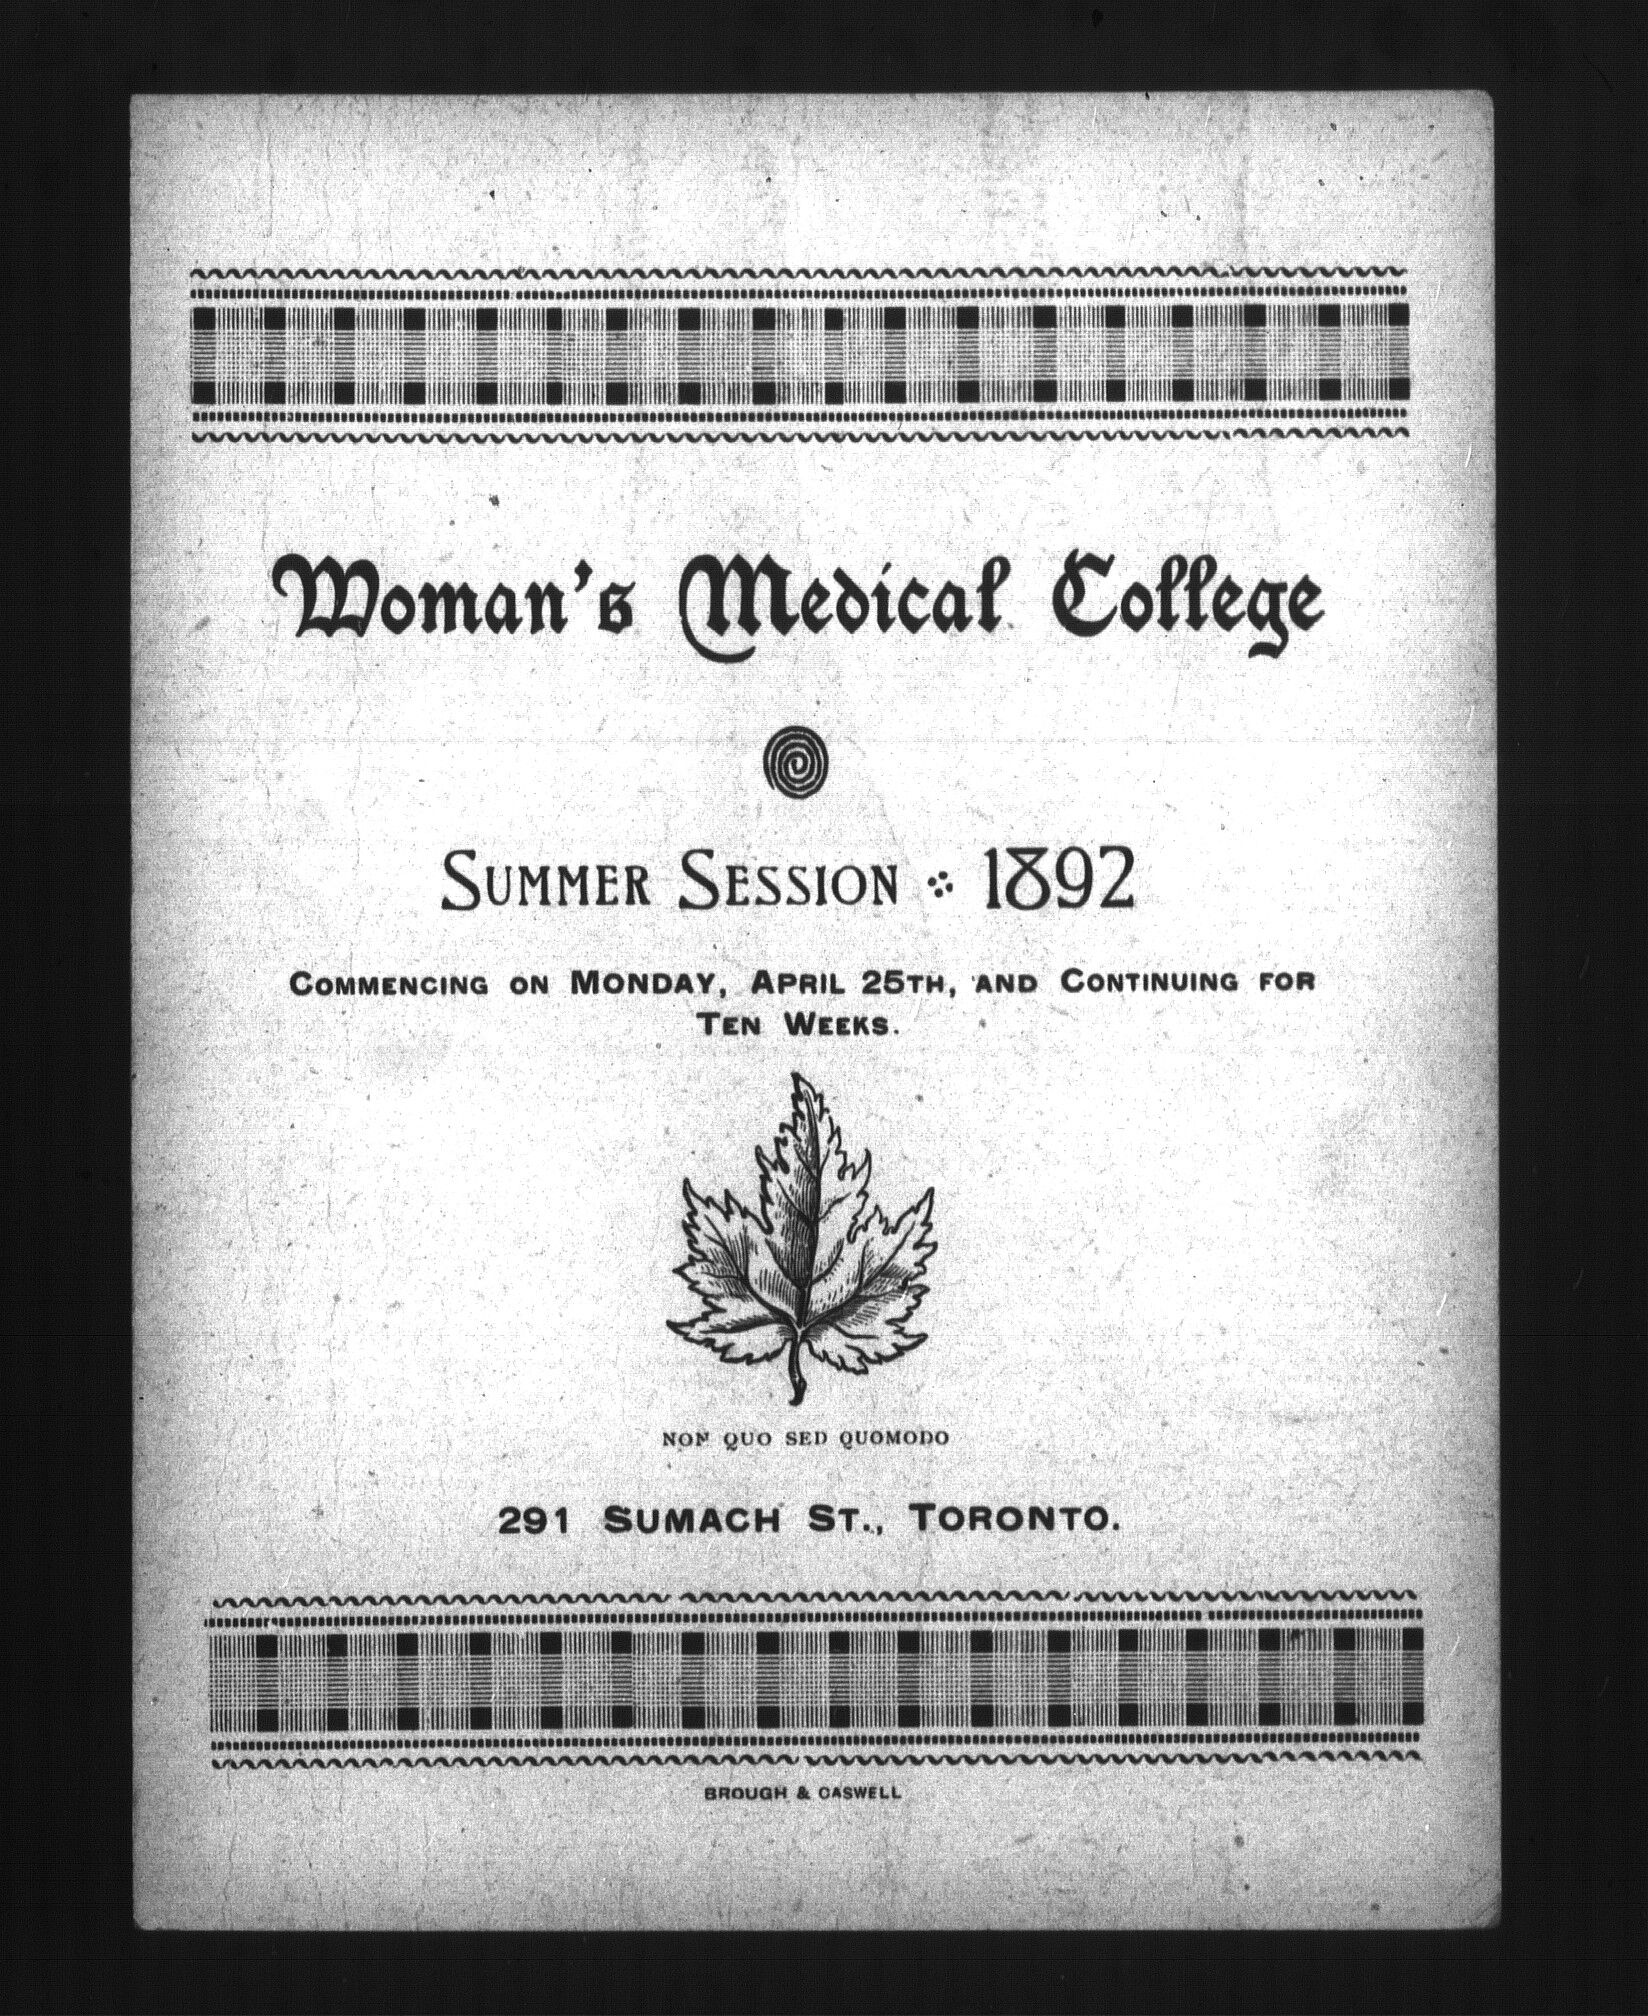 Woman's Medical College
SUMMER SESSION 1892
COMMENCING ON MONDAY, APRIL 25TH, AND CONTINUING FOR
TEN WEEKS.
NON QUO SED QUOMODO
291 SUMACH ST., TORONTO.
BROUGH & CASWELL